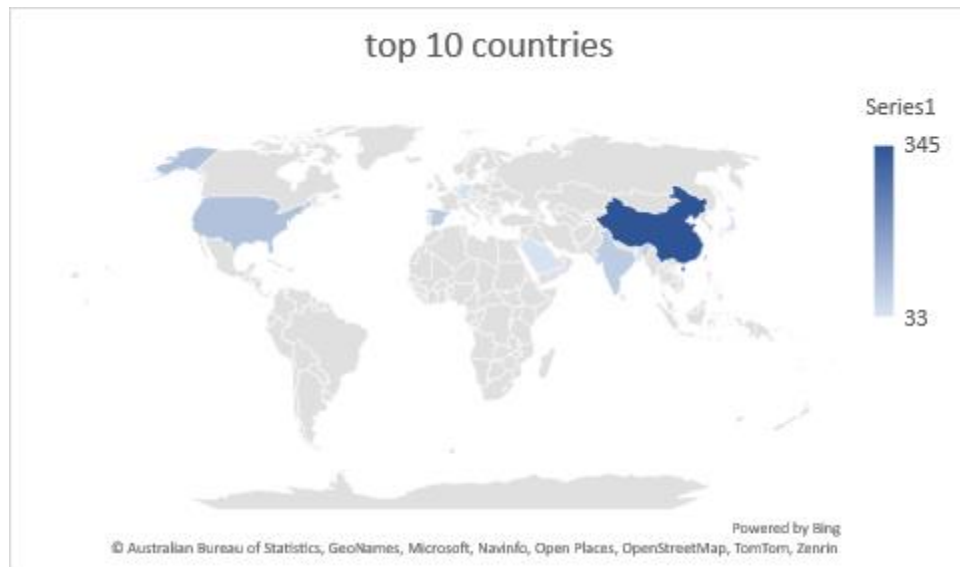 top 10 countries
Series1
345
33
Powered by Bing
© Australian Bureau of Statistics, GeoNames, Microsoft, Navinfo, Open Places, OpenStreetMap, TomTom, Zenrin